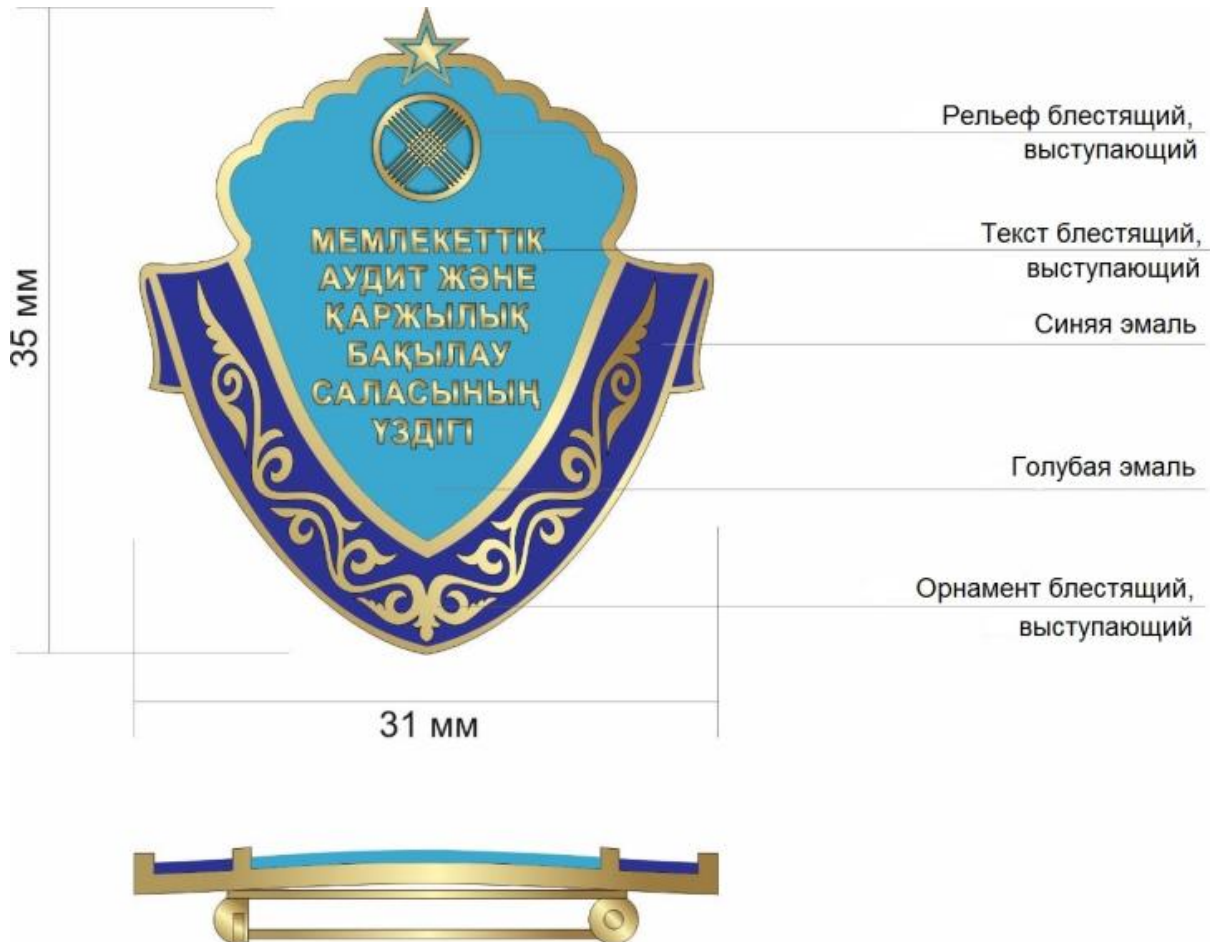 МЕМЛЕКЕТТІК
АУДИТ ЖӘНЕ
ҚАРЖЫЛЫҚ
БАҚЫЛАУ
САЛАСЫНЫҢ
ҮЗДІГІ
35 мм
31 мм
Рельеф блестящий,
выступающий
Текст блестящий,
выступающий
Синяя эмаль
Голубая эмаль
Орнамент блестящий,
выступающий